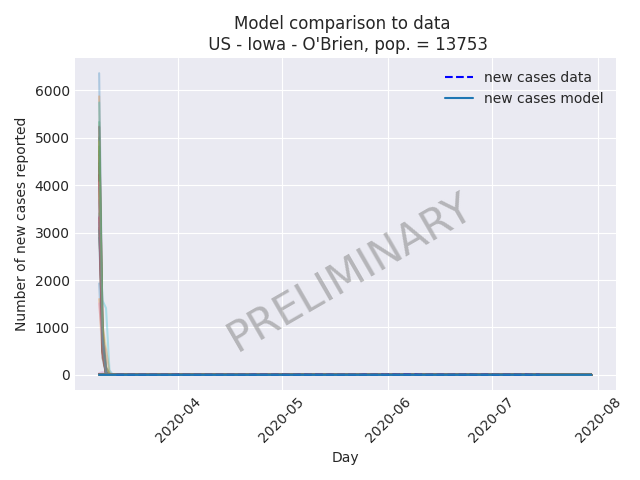 Model comparison to data
US - Iowa - O'Brien, pop. = 13753
new cases data
new cases model
Number of new cases reported
6000
5000
4000
3000
2000
1000
0
PRELIMINARY
2020-04
2020-05
2020-06
2020-07
2020-08
Day